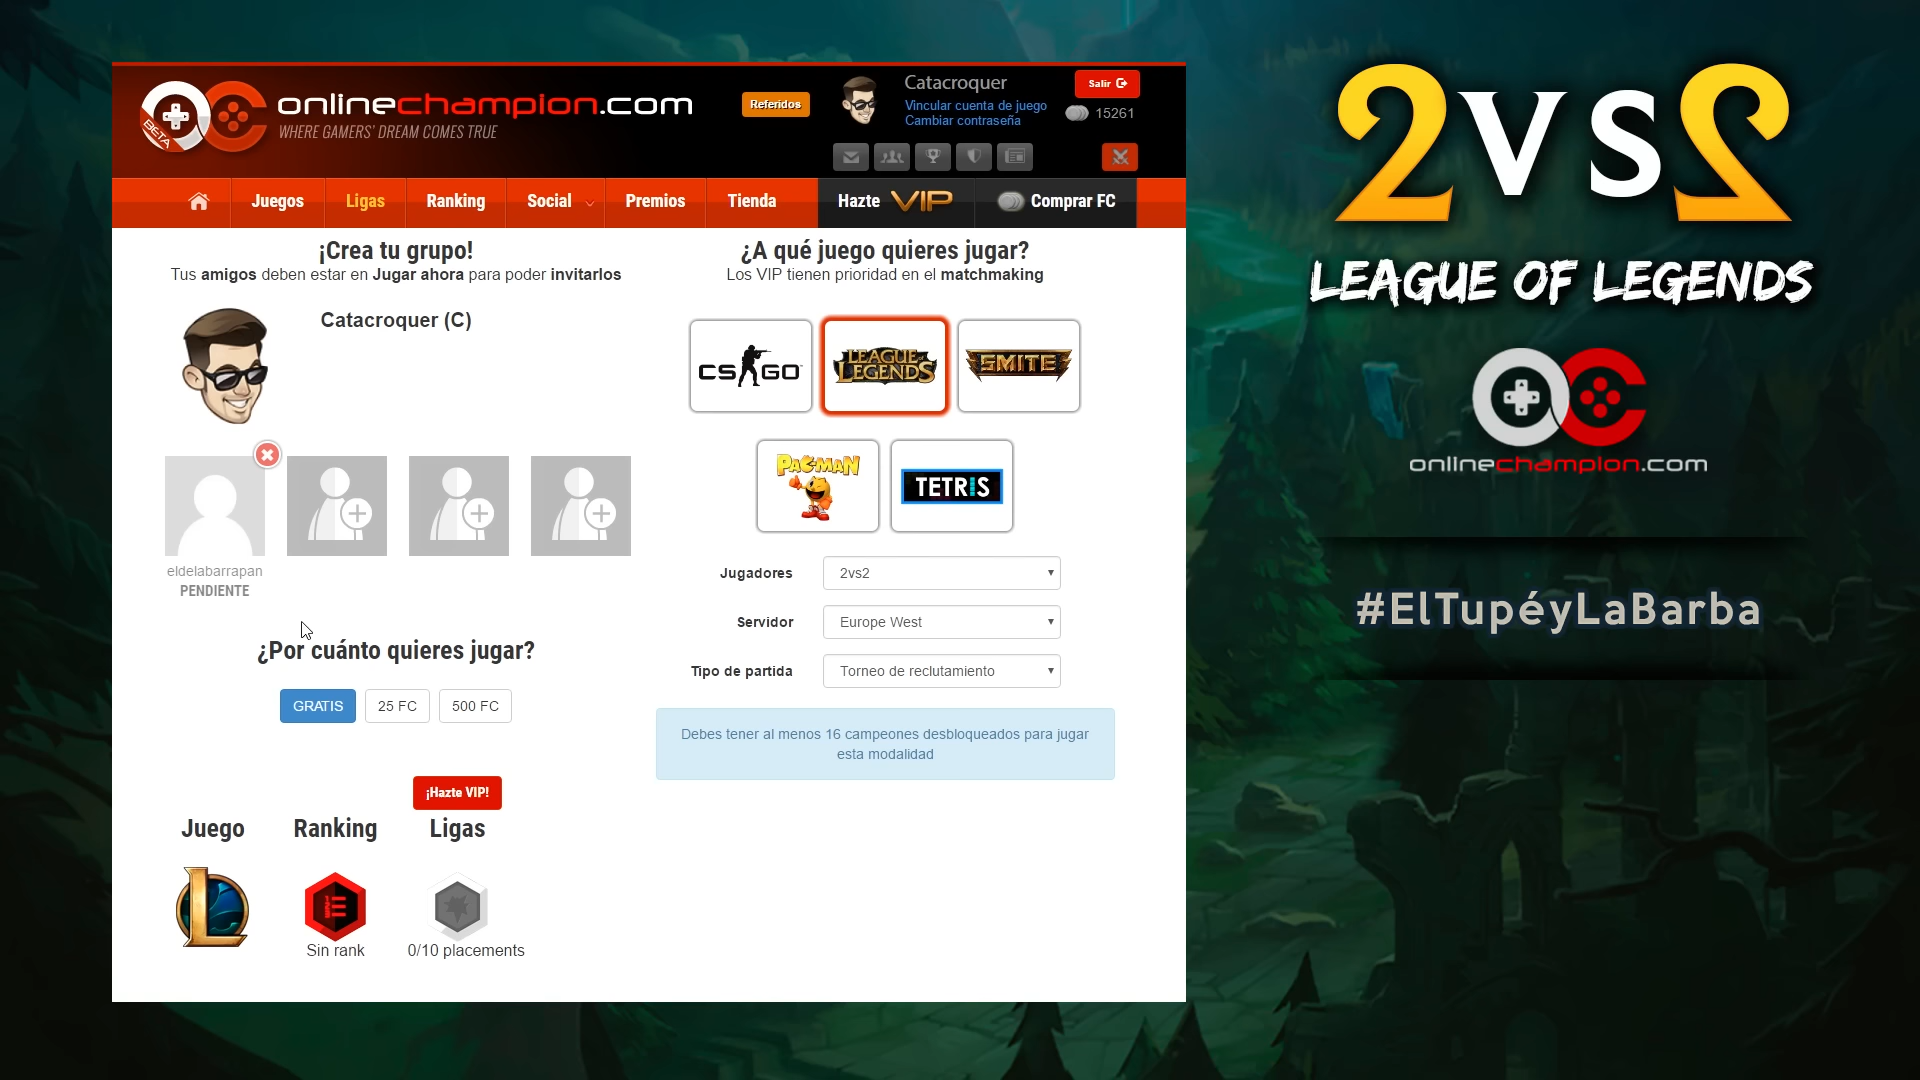 onlinechampion.com
BETA
WHERE GAMERS' DREAM COMES TRUE
Referidos
Catacroquer
Vincular cuenta de juego
Cambiar contraseña
Salir
15261
Juegos
Ligas
Ranking
Social
Premios
Tienda
Hazte VIP
Comprar FC
¡Crea tu grupo!
Tus amigos deben estar en Jugar ahora para poder invitarlos
Catacroquer (C)
eldelabarrapan
PENDIENTE
¿Por cuánto quieres jugar?
GRATIS
25 FC
500 FC
¡Hazte VIP!
Juego
Ranking
Ligas
Sin rank
0/10 placements
¿A qué juego quieres jugar?
Los VIP tienen prioridad en el matchmaking
CS GO
LEAGUE OF LEGENDS
SMITE
PAC-MAN
TETRIS
Jugadores
2vs2
Servidor
Europe West
Tipo de partida
Torneo de reclutamiento
Debes tener al menos 16 campeones desbloqueados para jugar
esta modalidad
2VS2
LEAGUE OF LEGENDS
onlinechampion.com
#ElTupéyLaBarba